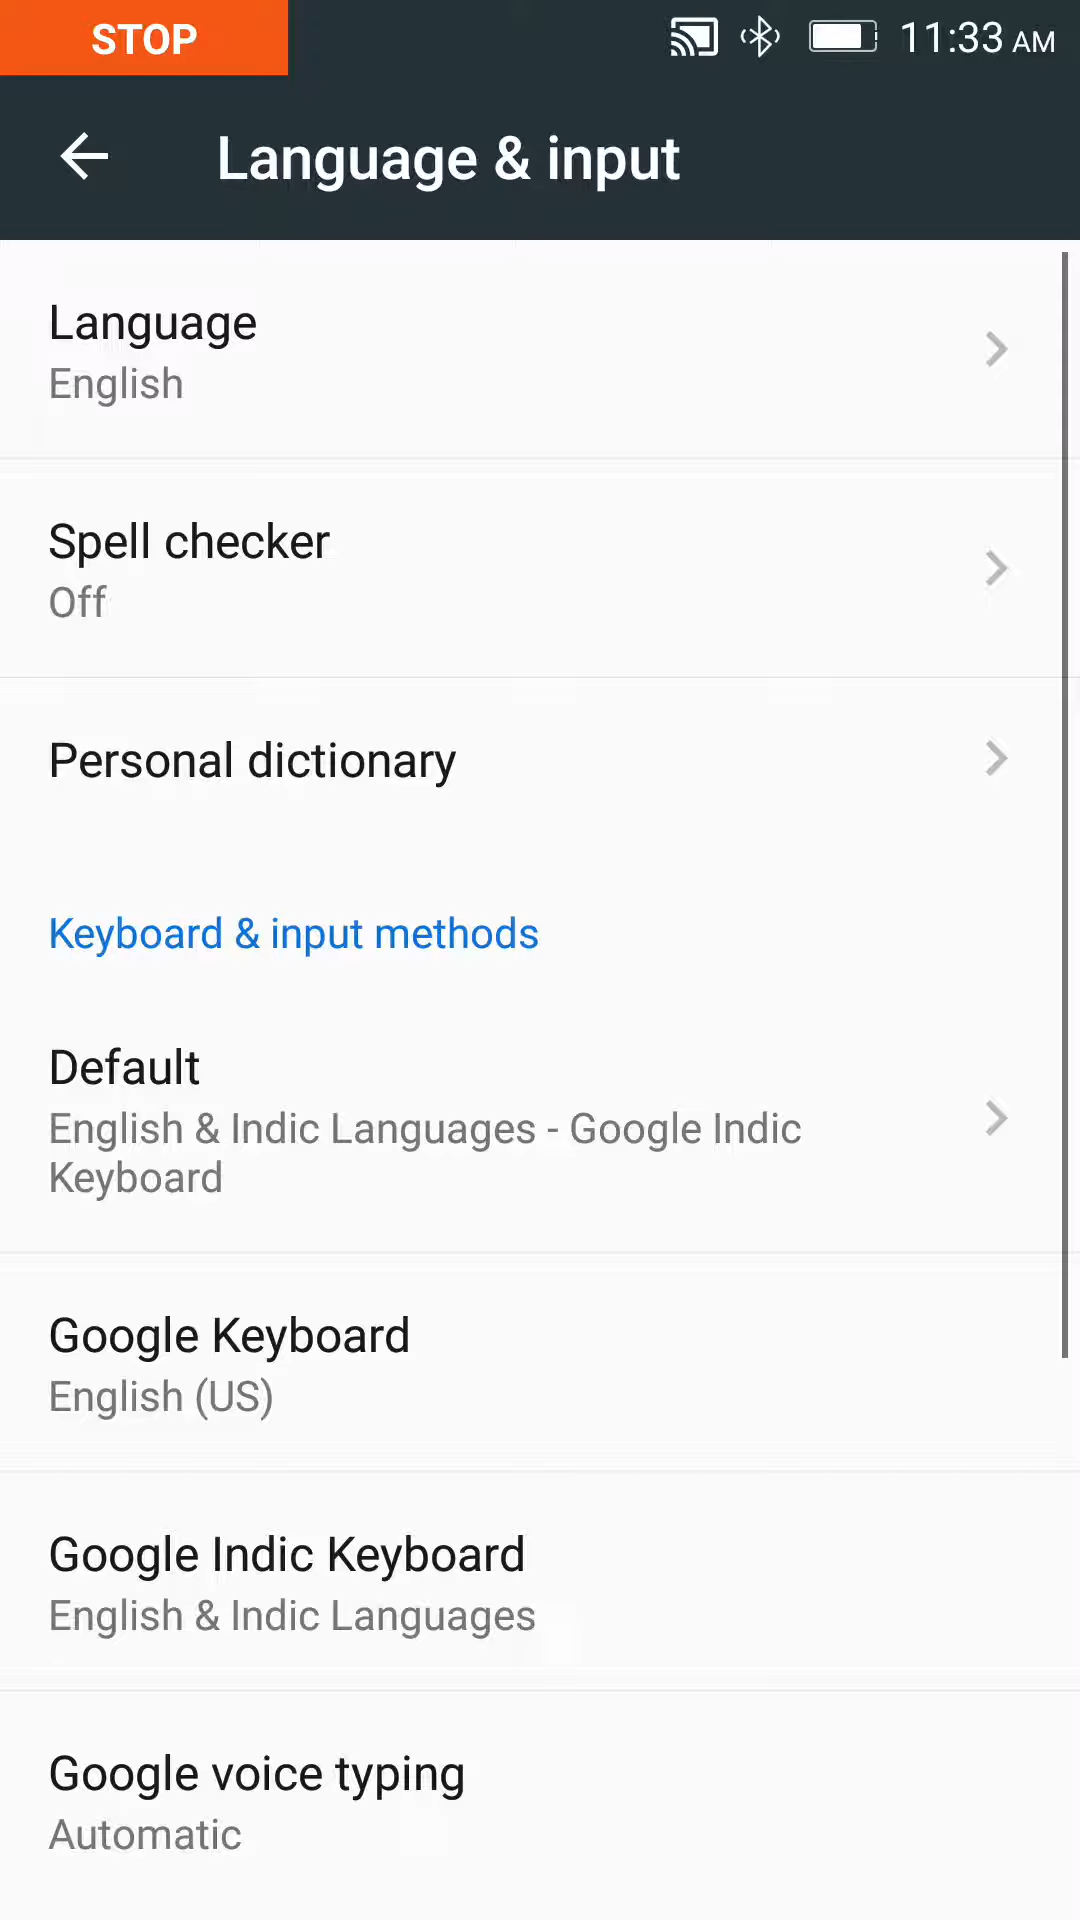 STOP
11:33 AM
Language & input
Language
English
Spell checker
Off
Personal dictionary
Keyboard & input methods
Default
English & Indic Languages - Google Indic
Keyboard
Google Keyboard
English (US)
Google Indic Keyboard
English & Indic Languages
Google voice typing
Automatic